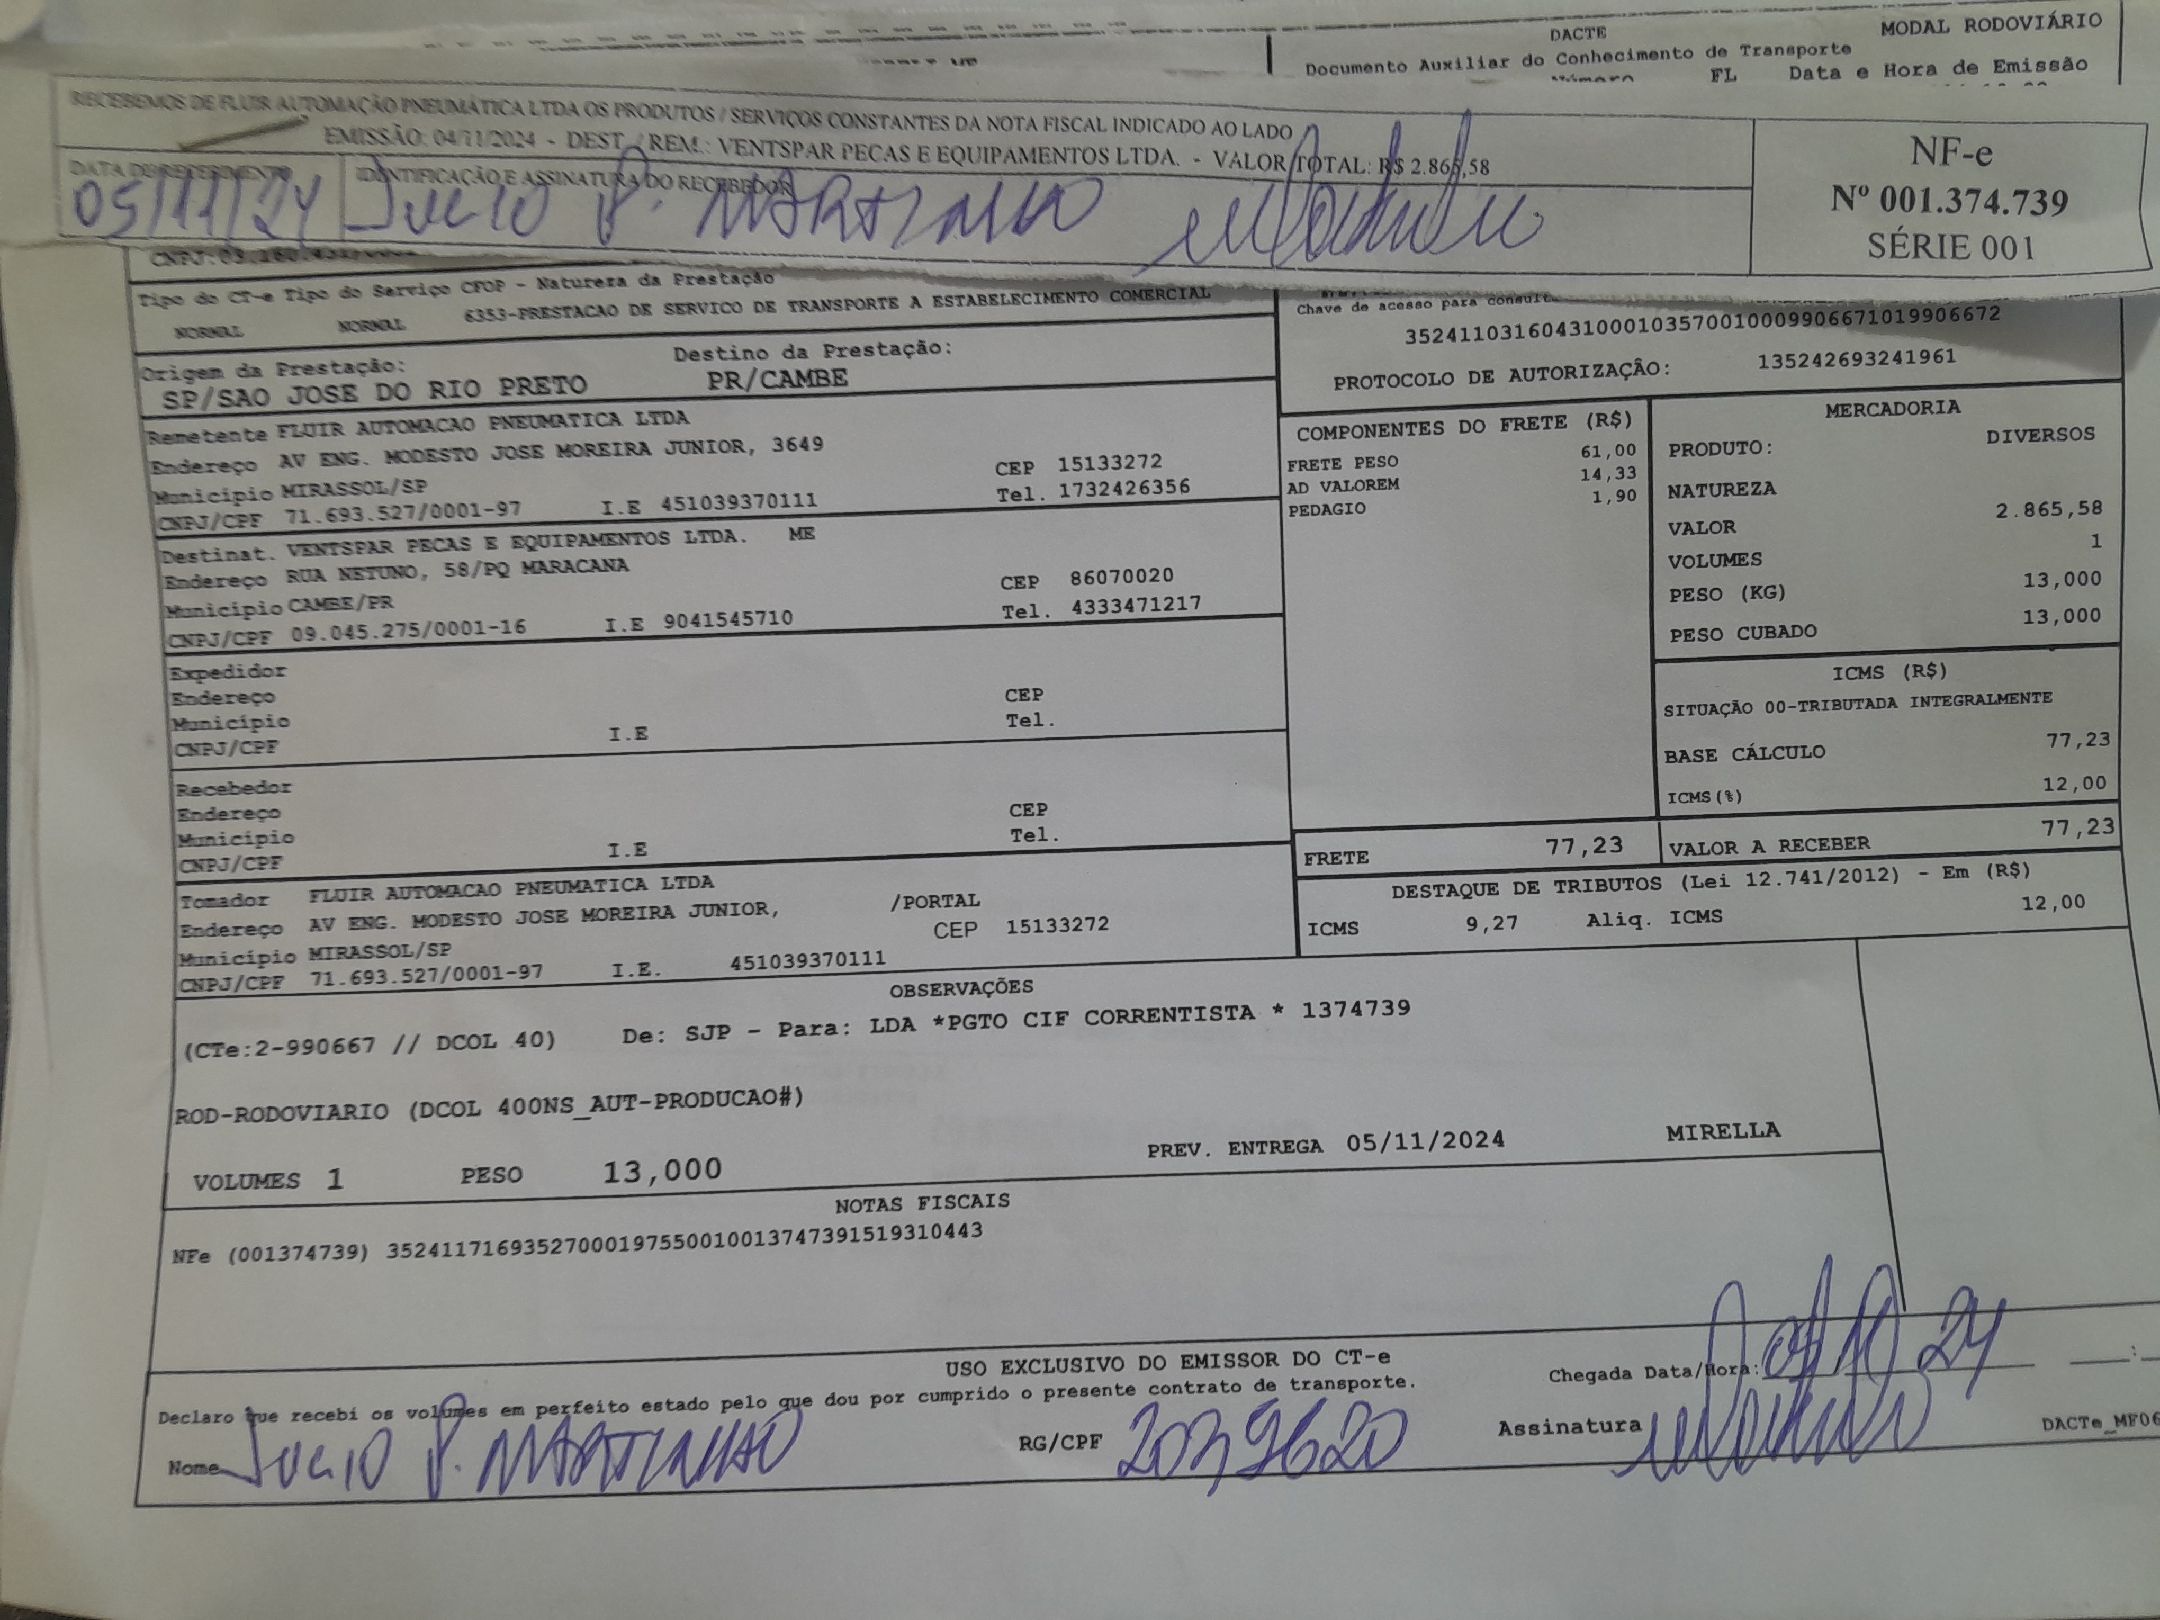 DACTE MODAL RODOVIÁRIO
Documento Auxiliar do Conhecimento de Transporte
Número FL Data e Hora de Emissão
RECEBEMOS DE FLUIR AUTOMAÇÃO PNEUMÁTICA LTDA OS PRODUTOS / SERVIÇOS CONSTANTES DA NOTA FISCAL INDICADO AO LADO
EMISSÃO: 04/11/2024 - DEST. / REM.: VENTSPAR PECAS E EQUIPAMENTOS LTDA. - VALOR TOTAL: R$ 2.865,58
DATA DE RECEBIMENTO IDENTIFICAÇÃO E ASSINATURA DO RECEBEDOR
05/11/24 Jucio P. MARTINHO
NF-e
Nº 001.374.739
SÉRIE 001
Tipo do CT-e Tipo do Serviço CFOP - Natureza da Prestação
NORMAL NORMAL 6353-PRESTACAO DE SERVICO DE TRANSPORTE A ESTABELECIMENTO COMERCIAL
Origem da Prestação: Destino da Prestação:
SP/SAO JOSE DO RIO PRETO PR/CAMBE
Chave de acesso para consult
35241103160431000103570010009906671019906672
PROTOCOLO DE AUTORIZAÇÃO: 135242693241961
Remetente FLUIR AUTOMACAO PNEUMATICA LTDA
Endereço AV ENG. MODESTO JOSE MOREIRA JUNIOR, 3649 CEP 15133272
Município MIRASSOL/SP Tel. 1732426356
CNPJ/CPF 71.693.527/0001-97 I.E 451039370111
Destinat. VENTSPAR PECAS E EQUIPAMENTOS LTDA. ME
Endereço RUA NETUNO, 58/PQ MARACANA CEP 86070020
Município CAMBE/PR Tel. 4333471217
CNPJ/CPF 09.045.275/0001-16 I.E 9041545710
Expedidor
Endereço CEP
Município Tel.
CNPJ/CPF I.E
Recebedor
Endereço CEP
Município Tel.
CNPJ/CPF I.E
Tomador FLUIR AUTOMACAO PNEUMATICA LTDA
Endereço AV ENG. MODESTO JOSE MOREIRA JUNIOR, /PORTAL
Município MIRASSOL/SP CEP 15133272
CNPJ/CPF 71.693.527/0001-97 I.E. 451039370111
COMPONENTES DO FRETE (R$)
FRETE PESO 61,00
AD VALOREM 14,33
PEDAGIO 1,90
MERCADORIA
PRODUTO: DIVERSOS
NATUREZA
VALOR 2.865,58
VOLUMES 1
PESO (KG) 13,000
PESO CUBADO 13,000
ICMS (R$)
SITUAÇÃO 00-TRIBUTADA INTEGRALMENTE
BASE CÁLCULO 77,23
ICMS(%) 12,00
FRETE 77,23 VALOR A RECEBER 77,23
DESTAQUE DE TRIBUTOS (Lei 12.741/2012) - Em (R$)
ICMS 9,27 Aliq. ICMS 12,00
OBSERVAÇÕES
(CTe:2-990667 // DCOL 40) De: SJP - Para: LDA *PGTO CIF CORRENTISTA * 1374739
ROD-RODOVIARIO (DCOL 400NS_AUT-PRODUCAO#)
VOLUMES 1 PESO 13,000 PREV. ENTREGA 05/11/2024 MIRELLA
NOTAS FISCAIS
NFe (001374739) 35241171693527000197550010013747391519310443
USO EXCLUSIVO DO EMISSOR DO CT-e
Declaro que recebi os volumes em perfeito estado pelo que dou por cumprido o presente contrato de transporte.
Chegada Data/Hora:
Nome Jucio P. MARTINHO RG/CPF Assinatura
DACTe_MF06